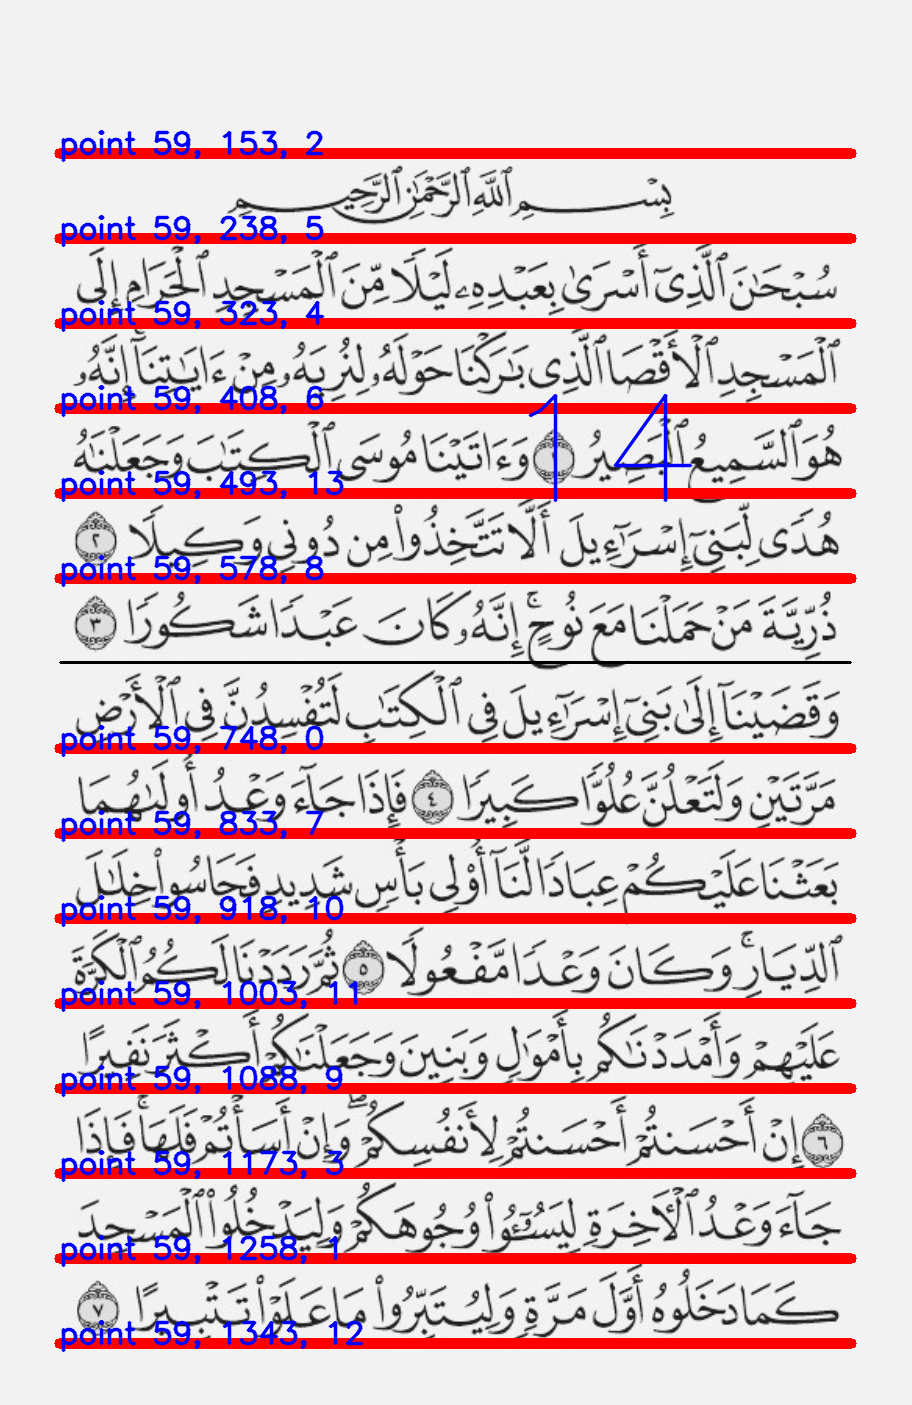 point 59, 153, 2
بِسْمِ ٱللَّهِ ٱلرَّحْمَٰنِ ٱلرَّحِيمِ
point 59, 238, 5
سُبْحَٰنَ ٱلَّذِىٓ أَسْرَىٰ بِعَبْدِهِۦ لَيْلًا مِّنَ ٱلْمَسْجِدِ ٱلْحَرَامِ إِلَى
point 59, 323, 4
ٱلْمَسْجِدِ ٱلْأَقْصَا ٱلَّذِى بَٰرَكْنَا حَوْلَهُۥ لِنُرِيَهُۥ مِنْ ءَايَٰتِنَآ ۚ إِنَّهُۥ
point 59, 408, 6
14
هُوَ ٱلسَّمِيعُ ٱلْبَصِيرُ ١ وَءَاتَيْنَا مُوسَى ٱلْكِتَٰبَ وَجَعَلْنَٰهُ
point 59, 493, 13
هُدًى لِّبَنِىٓ إِسْرَٰٓءِيلَ أَلَّا تَتَّخِذُوا۟ مِن دُونِى وَكِيلًا ٢
point 59, 578, 8
ذُرِّيَّةَ مَنْ حَمَلْنَا مَعَ نُوحٍ ۚ إِنَّهُۥ كَانَ عَبْدًا شَكُورًا ٣
وَقَضَيْنَآ إِلَىٰ بَنِىٓ إِسْرَٰٓءِيلَ فِى ٱلْكِتَٰبِ لَتُفْسِدُنَّ فِى ٱلْأَرْضِ
point 59, 748, 0
مَرَّتَيْنِ وَلَتَعْلُنَّ عُلُوًّا كَبِيرًا ٤ فَإِذَا جَآءَ وَعْدُ أُولَىٰهُمَا
point 59, 833, 7
بَعَثْنَا عَلَيْكُمْ عِبَادًا لَّنَآ أُو۟لِى بَأْسٍ شَدِيدٍ فَجَاسُوا۟ خِلَٰلَ
point 59, 918, 10
ٱلدِّيَارِ ۚ وَكَانَ وَعْدًا مَّفْعُولًا ٥ ثُمَّ رَدَدْنَا لَكُمُ ٱلْكَرَّةَ
point 59, 1003, 11
عَلَيْهِمْ وَأَمْدَدْنَٰكُم بِأَمْوَٰلٍ وَبَنِينَ وَجَعَلْنَٰكُمْ أَكْثَرَ نَفِيرًا
point 59, 1088, 9
٦ إِنْ أَحْسَنتُمْ أَحْسَنتُمْ لِأَنفُسِكُمْ ۖ وَإِنْ أَسَأْتُمْ فَلَهَا ۚ فَإِذَا
point 59, 1173, 3
جَآءَ وَعْدُ ٱلْءَاخِرَةِ لِيَسُۥٓـُٔوا۟ وُجُوهَكُمْ وَلِيَدْخُلُوا۟ ٱلْمَسْجِدَ
point 59, 1258, 1
كَمَا دَخَلُوهُ أَوَّلَ مَرَّةٍ وَلِيُتَبِّرُوا۟ مَا عَلَوْا۟ تَتْبِيرًا ٧
point 59, 1343, 12